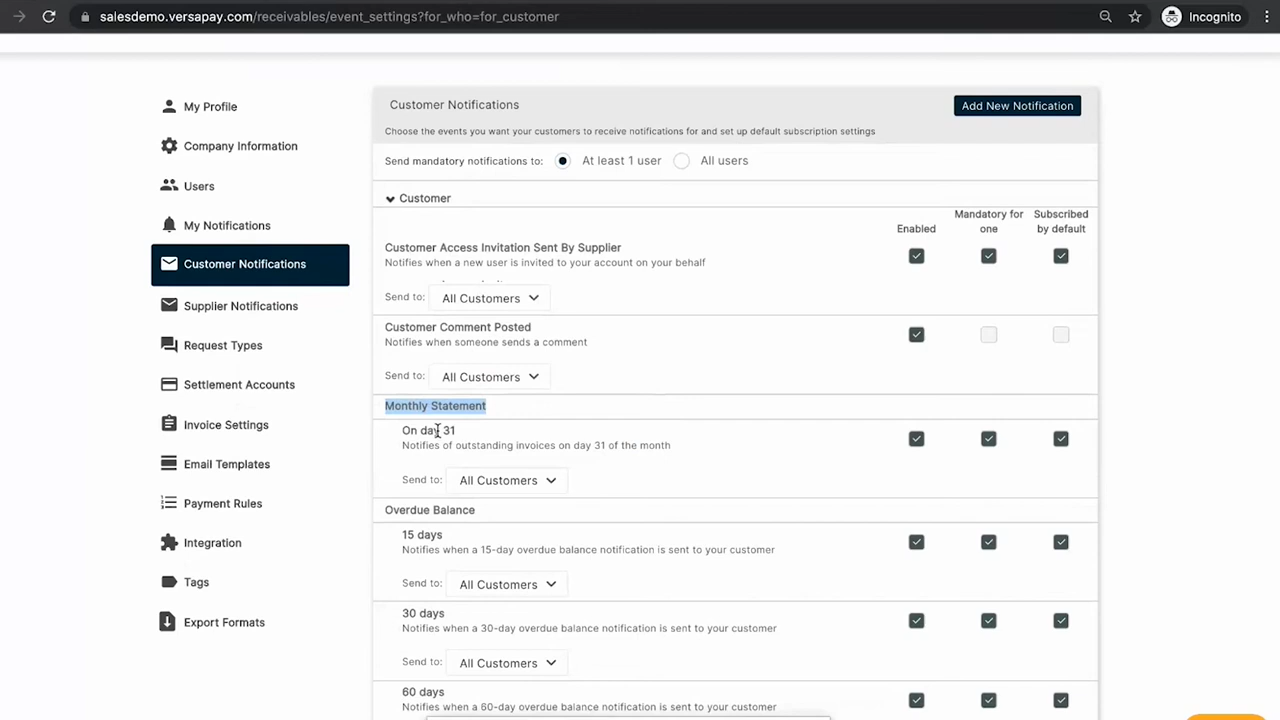 salesdemo.versapay.com/receivables/event_settings?for_who=for_customer
Incognito
My Profile
Company Information
Users
My Notifications
Customer Notifications
Supplier Notifications
Request Types
Settlement Accounts
Invoice Settings
Email Templates
Payment Rules
Integration
Tags
Export Formats
Customer Notifications
Add New Notification
Choose the events you want your customers to receive notifications for and set up default subscription settings
Send mandatory notifications to: At least 1 user All users
Customer
Enabled
Mandatory for one
Subscribed by default
Customer Access Invitation Sent By Supplier
Notifies when a new user is invited to your account on your behalf
Send to: All Customers
Customer Comment Posted
Notifies when someone sends a comment
Send to: All Customers
Monthly Statement
On day 31
Notifies of outstanding invoices on day 31 of the month
Send to: All Customers
Overdue Balance
15 days
Notifies when a 15-day overdue balance notification is sent to your customer
Send to: All Customers
30 days
Notifies when a 30-day overdue balance notification is sent to your customer
Send to: All Customers
60 days
Notifies when a 60-day overdue balance notification is sent to your customer